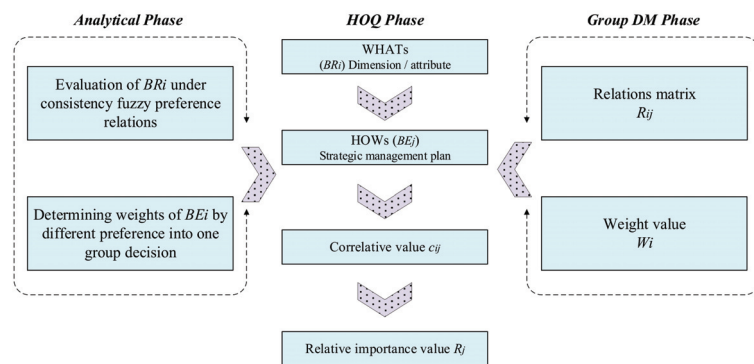 Analytical Phase
Evaluation of BRi under
consistency fuzzy preference
relations
Determining weights of BEi by
different preference into one
group decision
HOQ Phase
WHATs
(BRi) Dimension / attribute
HOWs (BEj)
Strategic management plan
Correlative value cij
Relative importance value Rj
Group DM Phase
Relations matrix
Rij
Weight value
Wi